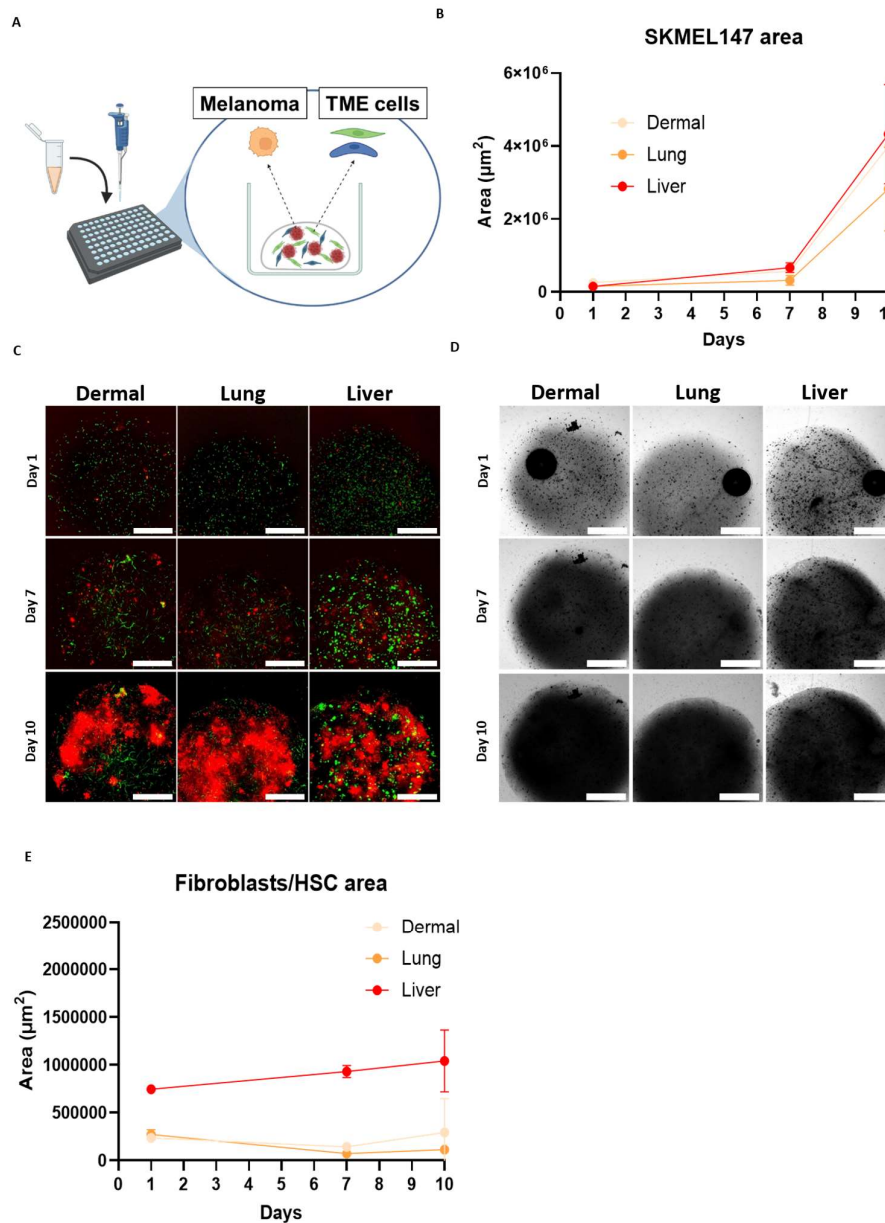 A
Melanoma TME cells
B
SKMEL147 area
6×10⁶
4×10⁶
2×10⁶
0
Area (µm²)
Dermal
Lung
Liver
0 1 2 3 4 5 6 7 8 9
Days
C
Dermal Lung Liver
Day 1
Day 7
Day 10
D
Dermal Lung Liver
Day 1
Day 7
Day 10
E
Fibroblasts/HSC area
2500000
2000000
1500000
1000000
500000
0
Area (µm²)
Dermal
Lung
Liver
0 1 2 3 4 5 6 7 8 9 10
Days